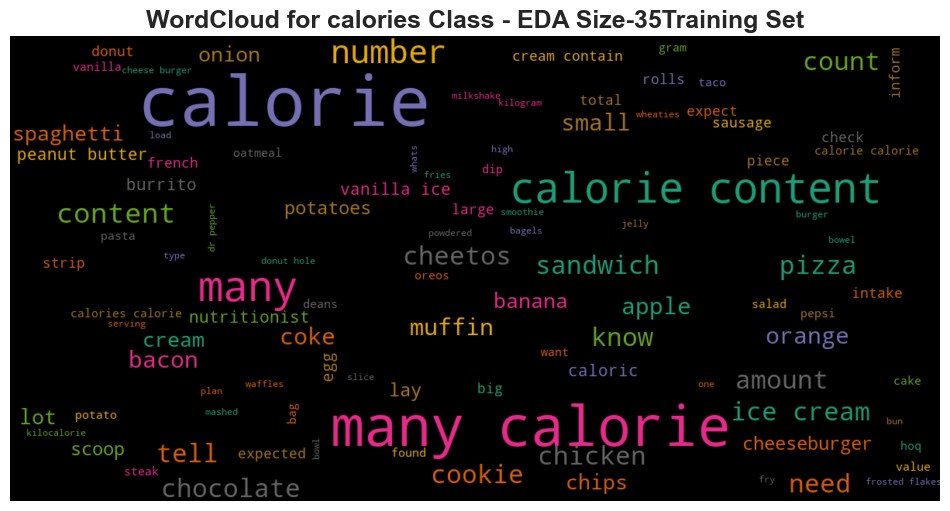 WordCloud for calories Class - EDA Size-35Training Set
donut
onion
number
cream contain
gram
count
inform
vanilla
cheese burger
calorie
milkshake
kilogram
rolls
taco
total
wheaties
expect
small
sausage
spaghetti
load
check
peanut butter
french
oatmeal
whats
high
fries
dip
piece
calorie calorie
burrito
vanilla ice
calorie content
content
dr pepper
potatoes
large
smoothie
burger
pasta
powdered
bagels
jelly
bowel
strip
type
donut hole
cheetos
oreos
sandwich
pizza
many
deans
banana
apple
salad
intake
calories calorie
serving
nutritionist
pepsi
cream
coke
muffin
know
orange
bacon
egg
want
caloric
slice
plan
waffles
lay
big
one
amount
cake
lot
potato
mashed
bag
many calorie
ice cream
bun
kilocalorie
scoop
tell
expected
bowl
found
chicken
cheeseburger
hoq
steak
cookie
value
chocolate
chips
fry
need
frosted flakes